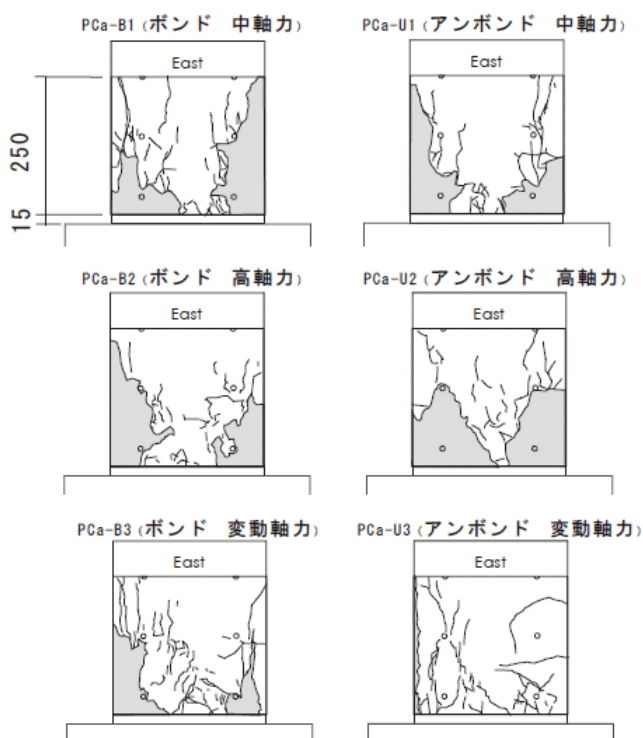 PCa-B1(ボンド 中軸力)
PCa-U1(アンボンド 中軸力)
East
East
250
15
PCa-B2(ボンド 高軸力)
PCa-U2(アンボンド 高軸力)
East
East
PCa-B3(ボンド 変動軸力)
PCa-U3(アンボンド 変動軸力)
East
East